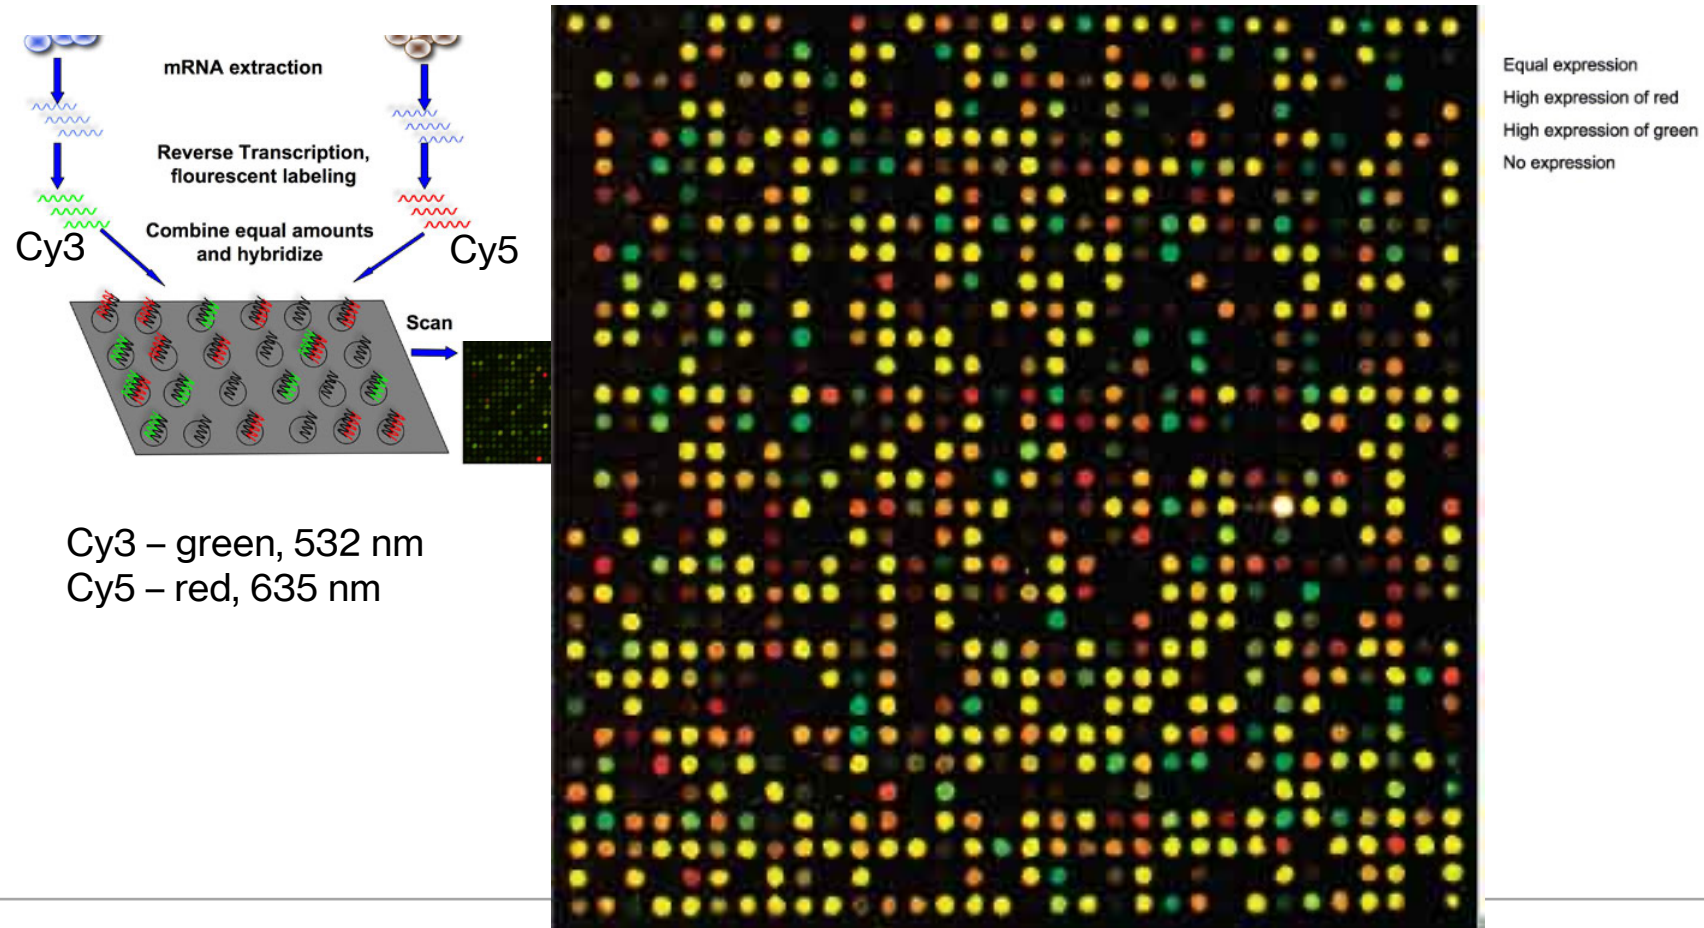 mRNA extraction
Reverse Transcription,
flourescent labeling
Combine equal amounts
and hybridize
Cy3
Cy5
Scan
Cy3 – green, 532 nm
Cy5 – red, 635 nm
Equal expression
High expression of red
High expression of green
No expression